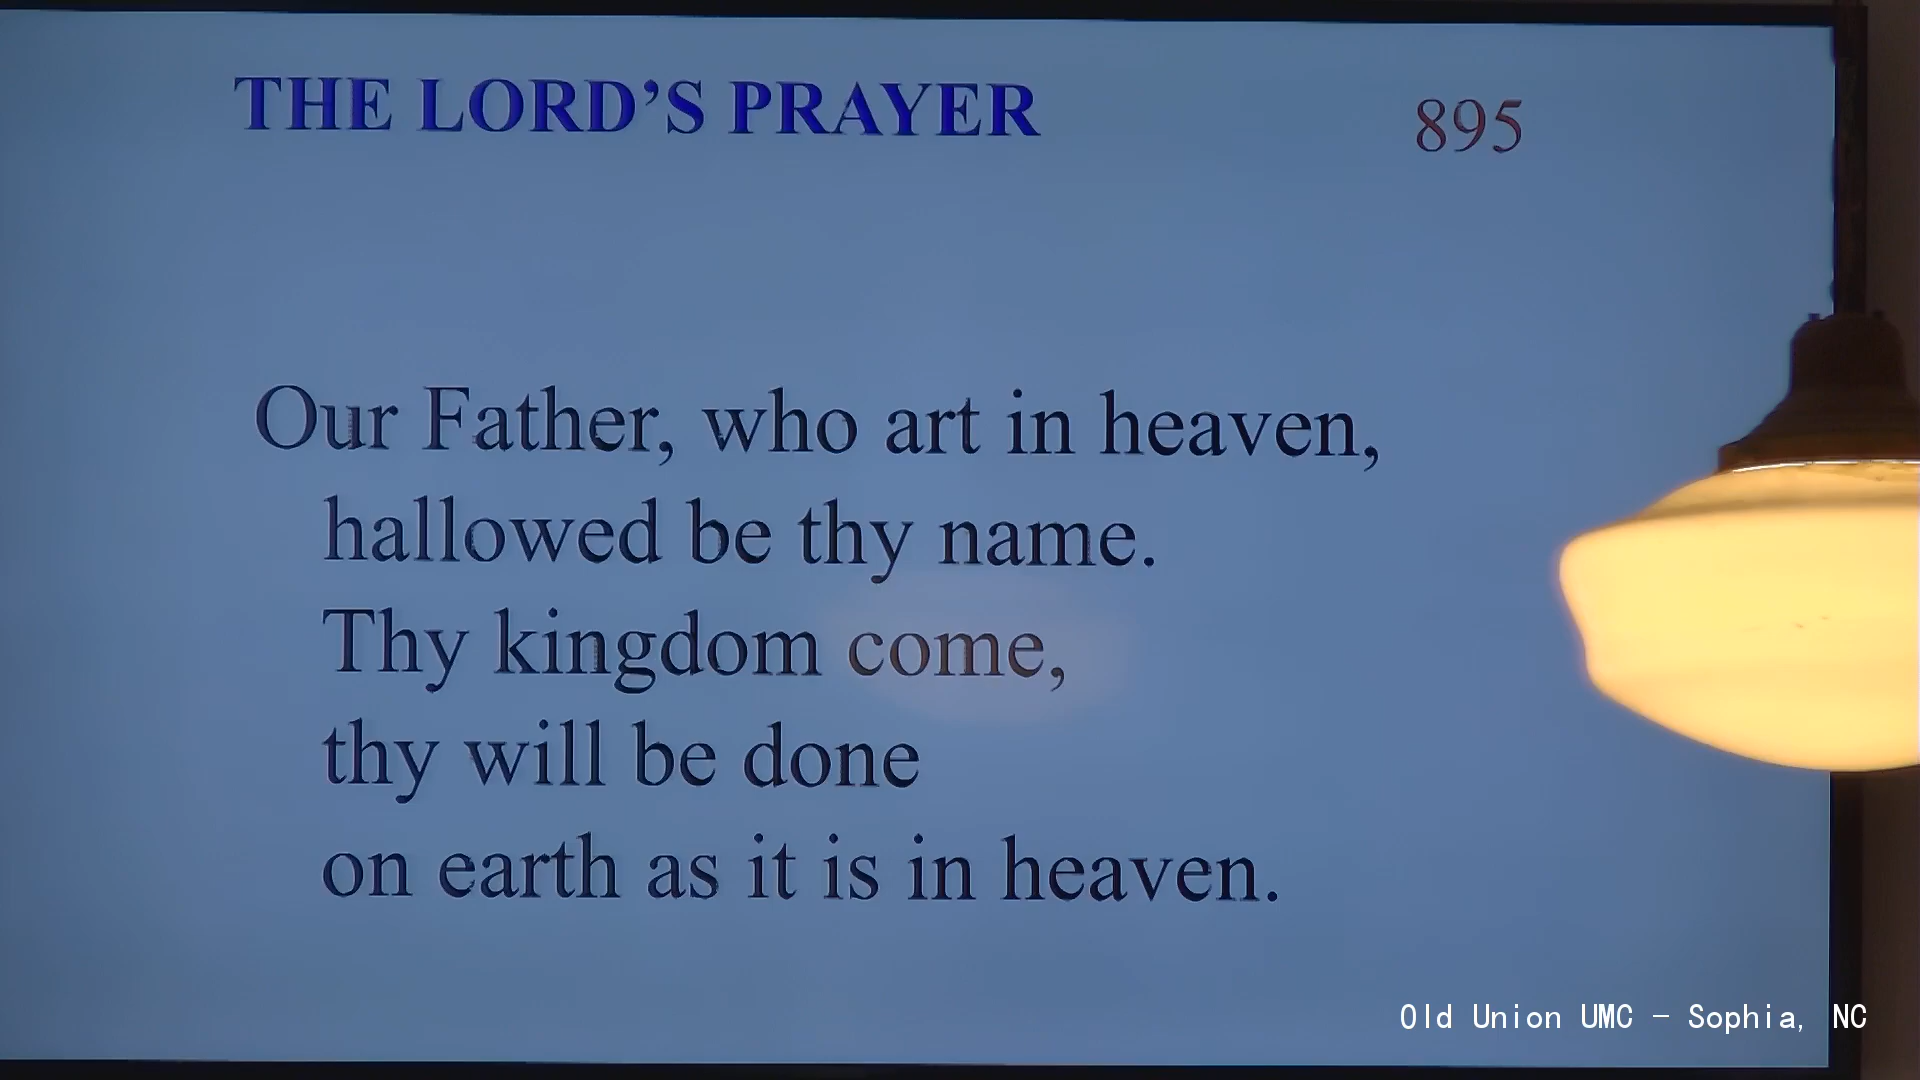 THE LORD'S PRAYER 895
Our Father, who art in heaven,
hallowed be thy name.
Thy kingdom come,
thy will be done
on earth as it is in heaven.
Old Union UMC - Sophia, NC